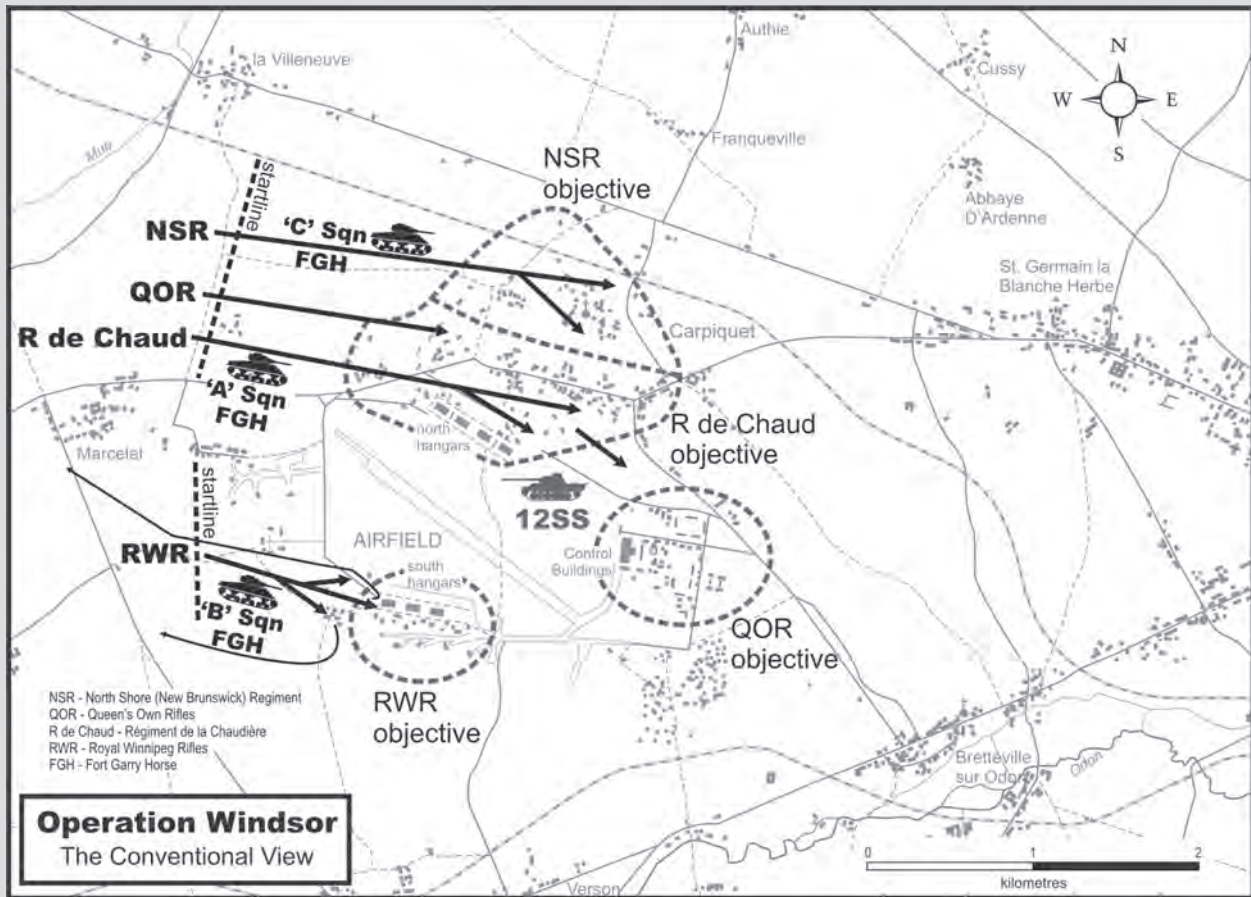 Authie
la Villeneuve
Cussy
N
W
E
S
Mue
Franqueville
NSR
objective
startline
Abbaye
D'Ardenne
NSR
'C' Sqn
FGH
St. Germain la
Blanche Herbe
QOR
Carpiquet
R de Chaud
'A' Sqn
FGH
north
hangars
R de Chaud
objective
Marcelet
startline
12SS
RWR
AIRFIELD
south
hangars
Control
Buildings
'B' Sqn
FGH
QOR
objective
RWR
objective
NSR - North Shore (New Brunswick) Regiment
QOR - Queen's Own Rifles
R de Chaud - Régiment de la Chaudière
RWR - Royal Winnipeg Rifles
FGH - Fort Garry Horse
Bretteville
sur Odon
Odon
Operation Windsor
The Conventional View
Verson
0 1 2
kilometres